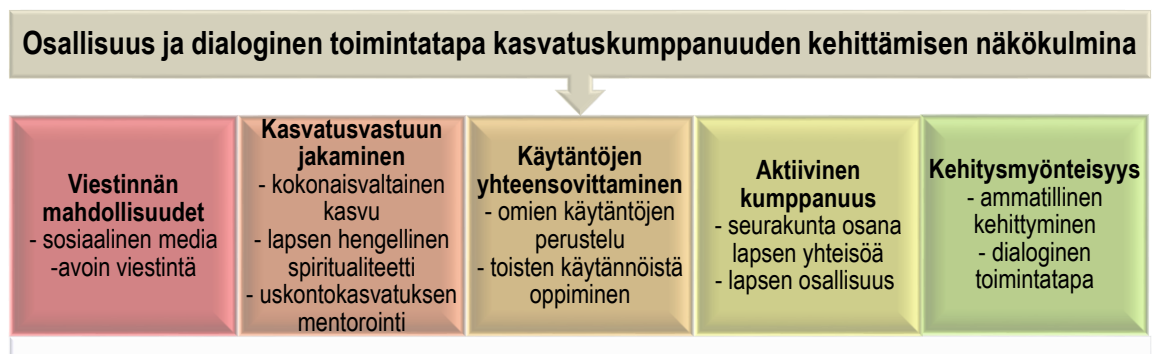 Osallisuus ja dialoginen toimintatapa kasvatuskumppanuuden kehittämisen näkökulmina
Viestinnän
mahdollisuudet
- sosiaalinen media
-avoin viestintä
Kasvatusvastuun
jakaminen
- kokonaisvaltainen
kasvu
- lapsen hengellinen
spiritualiteetti
- uskontokasvatuksen
mentorointi
Käytäntöjen
yhteensovittaminen
- omien käytäntöjen
perustelu
- toisten käytännöistä
oppiminen
Aktiivinen
kumppanuus
- seurakunta osana
lapsen yhteisöä
- lapsen osallisuus
Kehitysmyönteisyys
- ammatillinen
kehittyminen
- dialoginen
toimintatapa